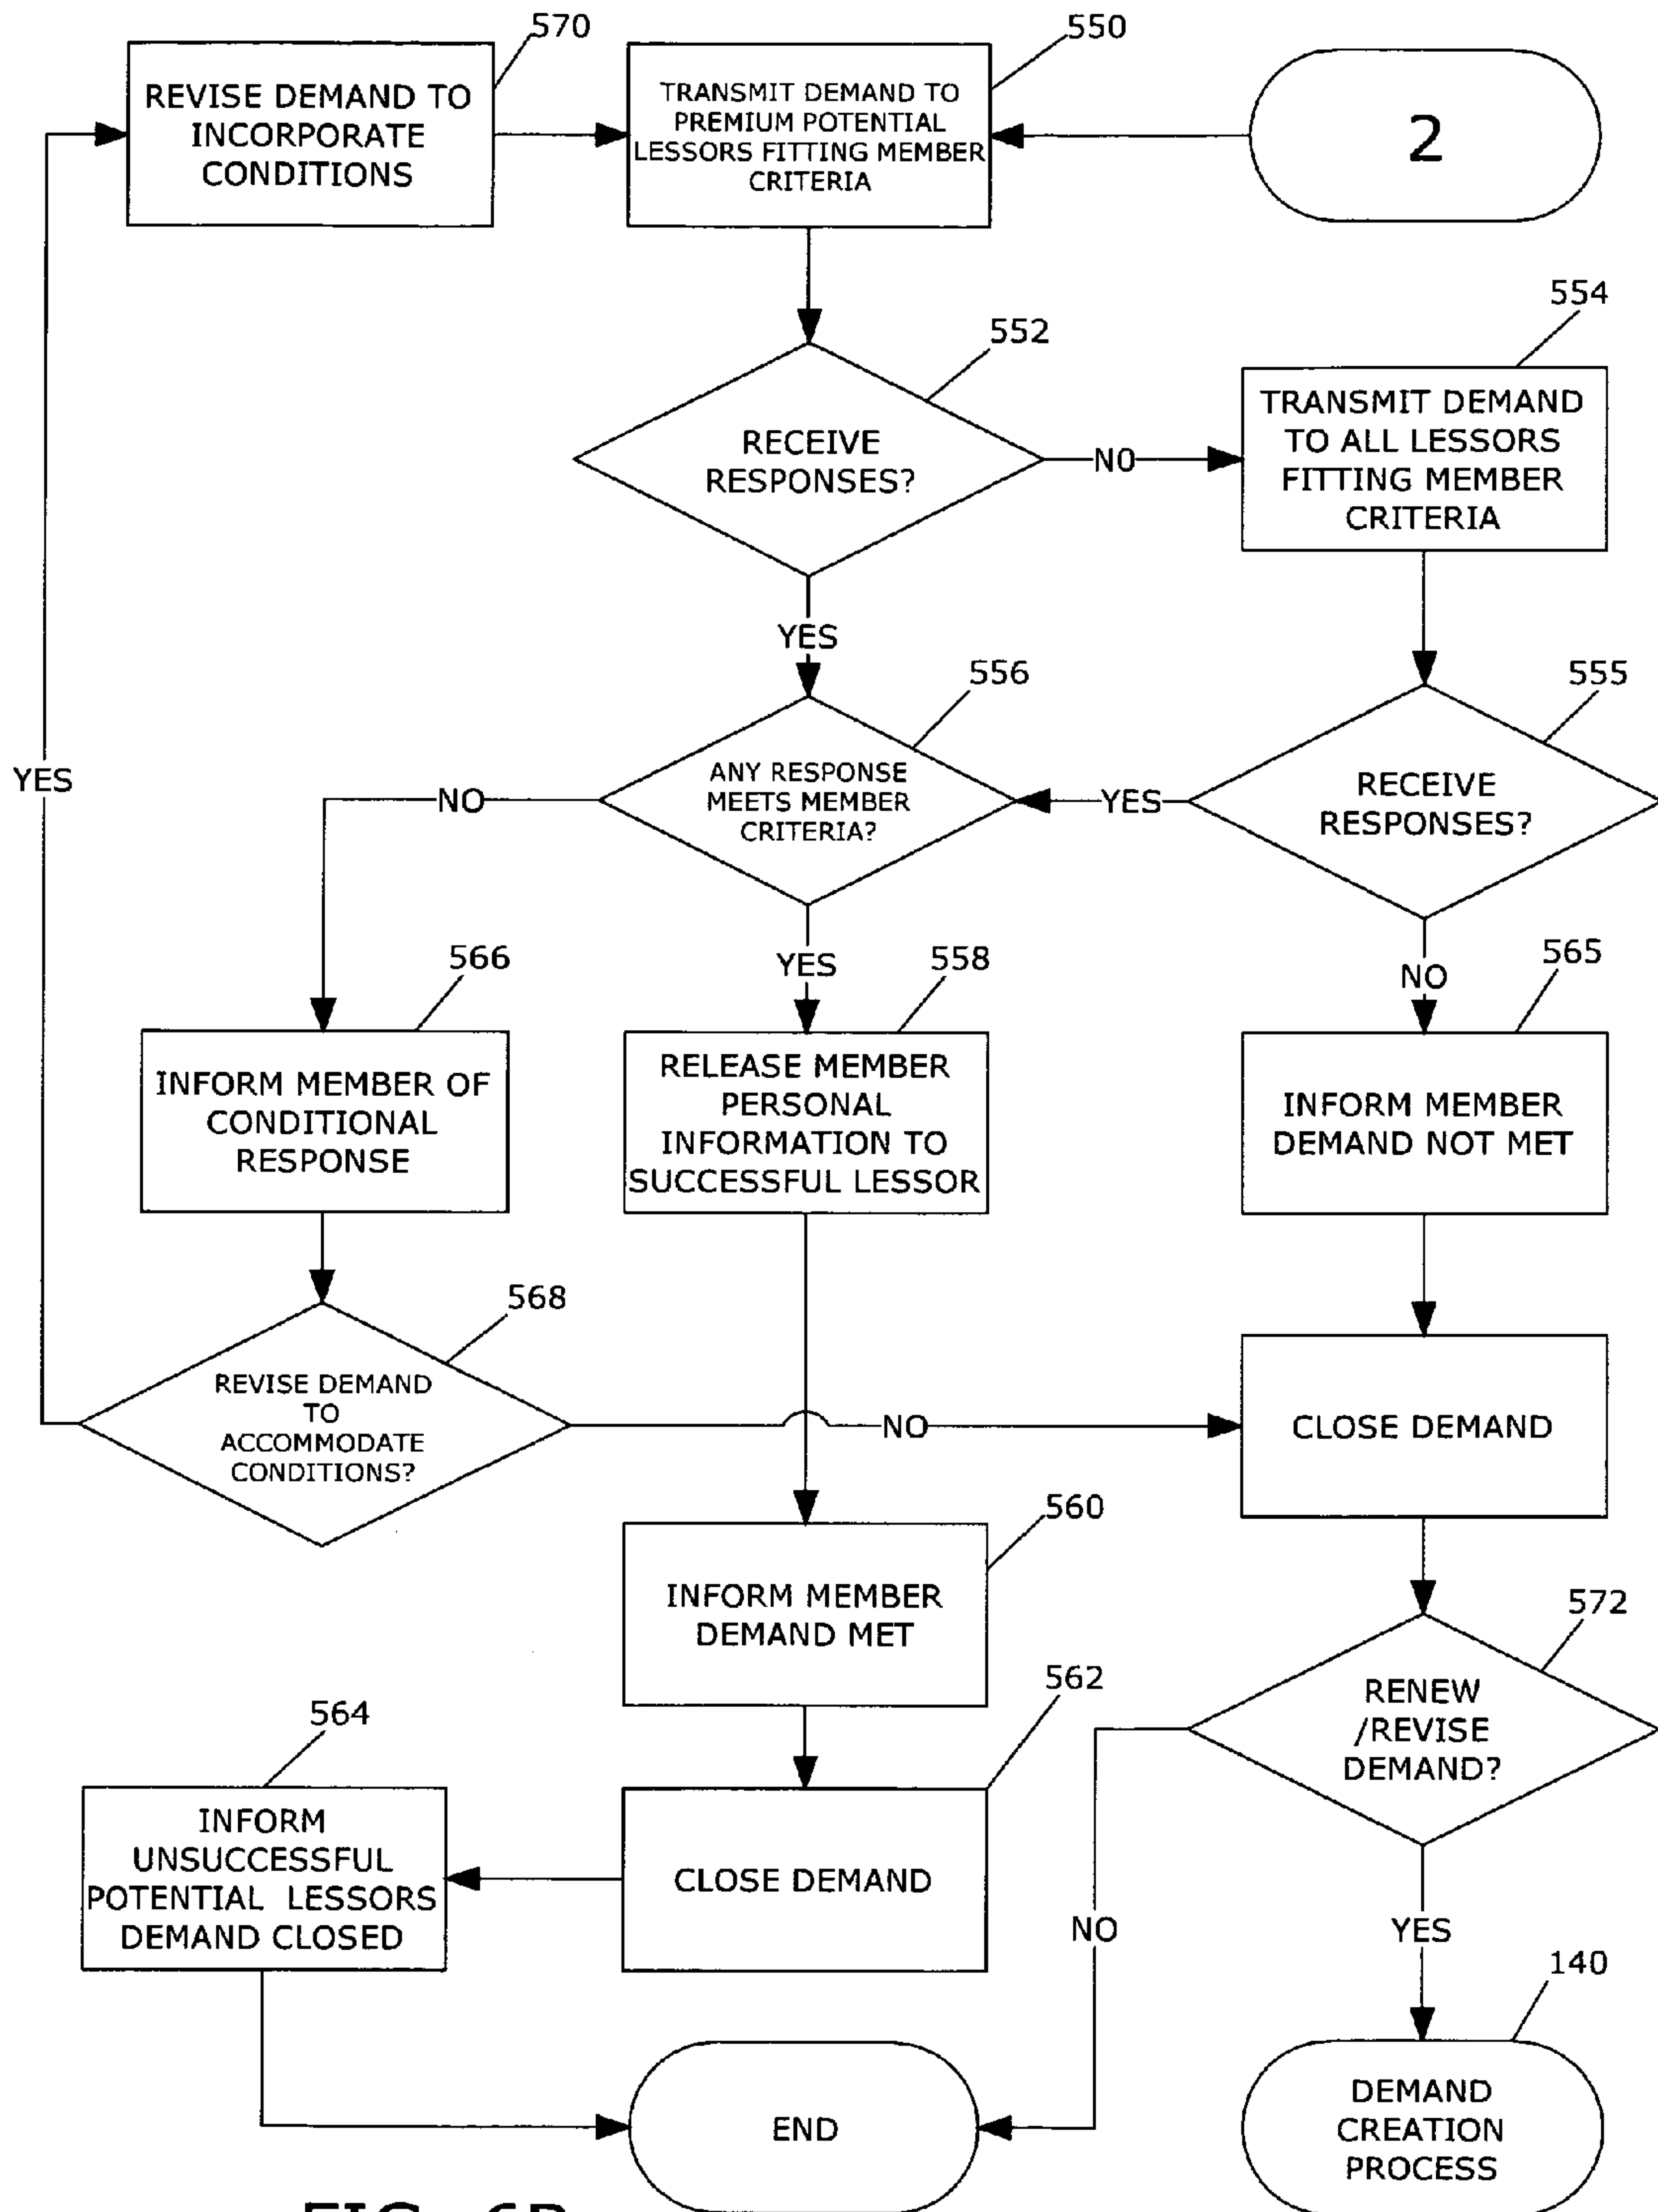 570
REVISE DEMAND TO
INCORPORATE
CONDITIONS
550
TRANSMIT DEMAND TO
PREMIUM POTENTIAL
LESSORS FITTING MEMBER
CRITERIA
2
552
RECEIVE
RESPONSES?
N0
554
TRANSMIT DEMAND
TO ALL LESSORS
FITTING MEMBER
CRITERIA
YES
YES
556
ANY RESPONSE
MEETS MEMBER
CRITERIA?
NO
YES
555
RECEIVE
RESPONSES?
566
INFORM MEMBER OF
CONDITIONAL
RESPONSE
YES
558
RELEASE MEMBER
PERSONAL
INFORMATION TO
SUCCESSFUL LESSOR
NO
565
INFORM MEMBER
DEMAND NOT MET
568
REVISE DEMAND
TO
ACCOMMODATE
CONDITIONS?
NO
CLOSE DEMAND
560
INFORM MEMBER
DEMAND MET
572
RENEW
/REVISE
DEMAND?
564
INFORM
UNSUCCESSFUL
POTENTIAL LESSORS
DEMAND CLOSED
562
CLOSE DEMAND
NO
YES
140
END
DEMAND
CREATION
PROCESS
FIG. 6B